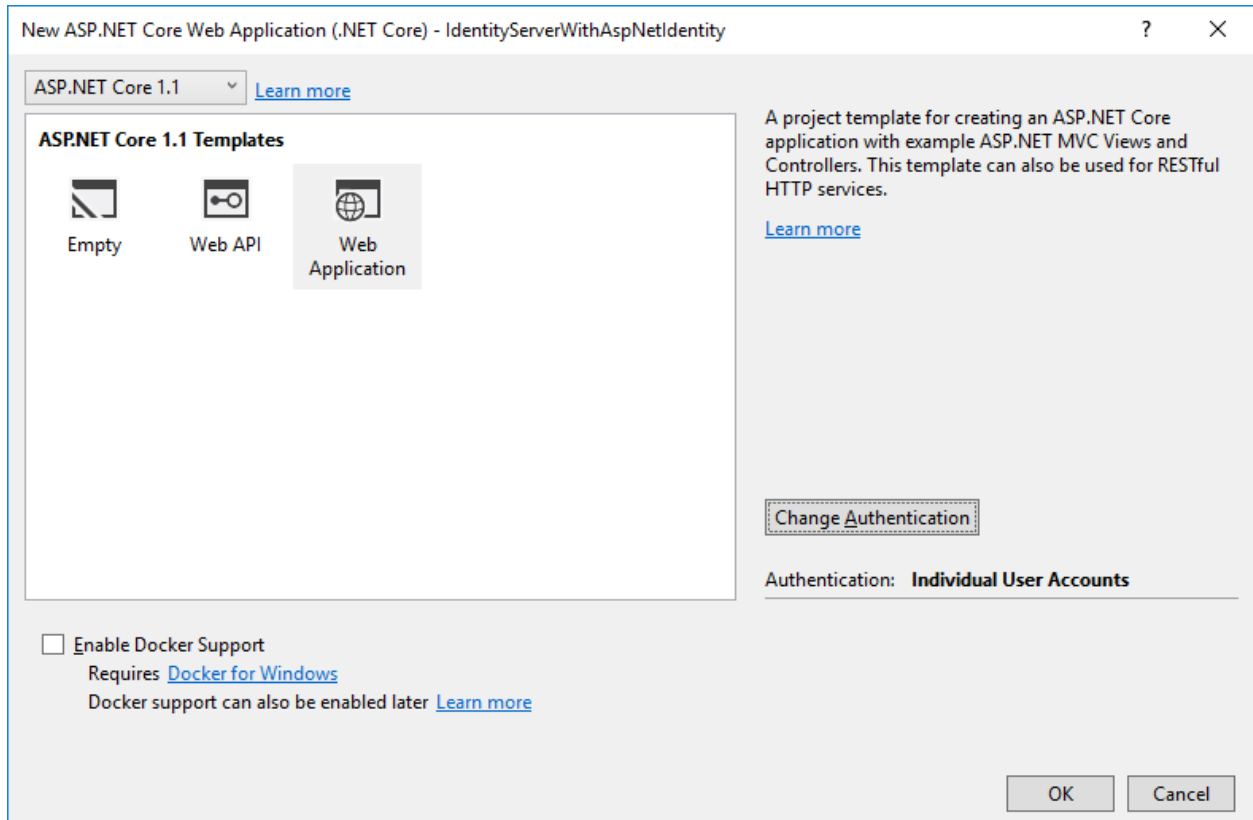 New ASP.NET Core Web Application (.NET Core) - IdentityServerWithAspNetIdentity
ASP.NET Core 1.1
Learn more
ASP.NET Core 1.1 Templates
Empty
Web API
Web
Application
A project template for creating an ASP.NET Core
application with example ASP.NET MVC Views and
Controllers. This template can also be used for RESTful
HTTP services.
Learn more
Change Authentication
Authentication: Individual User Accounts
Enable Docker Support
Requires Docker for Windows
Docker support can also be enabled later Learn more
OK
Cancel